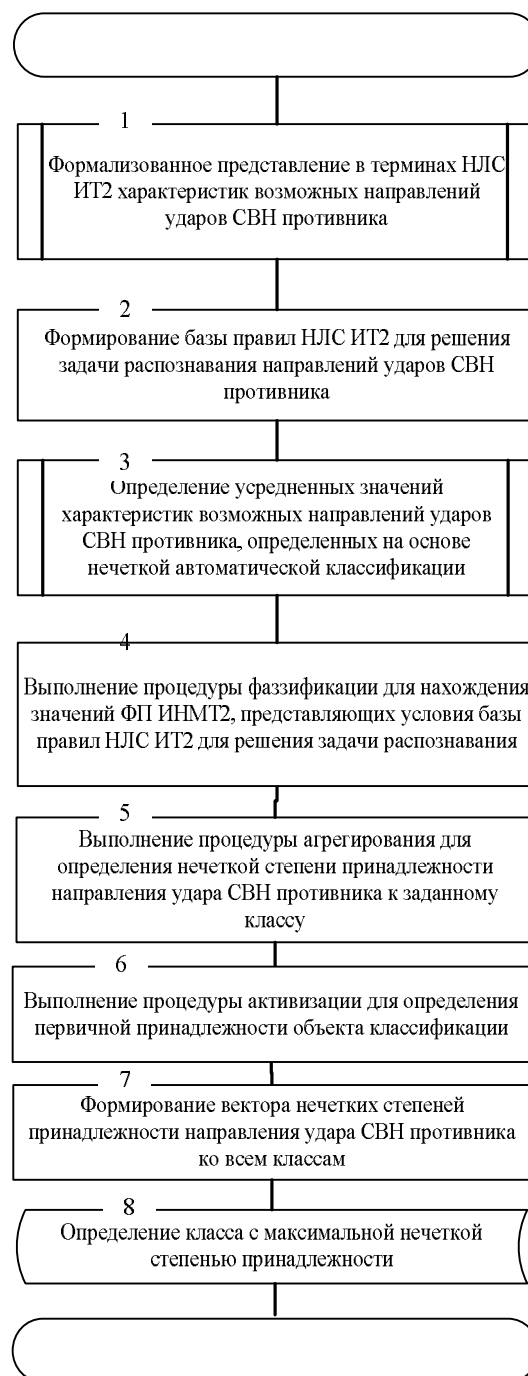 1
Формализованное представление в терминах НЛС
ИТ2 характеристик возможных направлений
ударов СВН противника
2
Формирование базы правил НЛС ИТ2 для решения
задачи распознавания направлений ударов СВН
противника
3
Определение усредненных значений
характеристик возможных направлений ударов
СВН противника, определенных на основе
нечеткой автоматической классификации
4
Выполнение процедуры фаззификации для нахождения
значений ФП ИНМТ2, представляющих условия базы
правил НЛС ИТ2 для решения задачи распознавания
5
Выполнение процедуры агрегирования для
определения нечеткой степени принадлежности
направления удара СВН противника к заданному
классу
6
Выполнение процедуры активизации для определения
первичной принадлежности объекта классификации
7
Формирование вектора нечетких степеней
принадлежности направления удара СВН противника
ко всем классам
8
Определение класса с максимальной нечеткой
степенью принадлежности